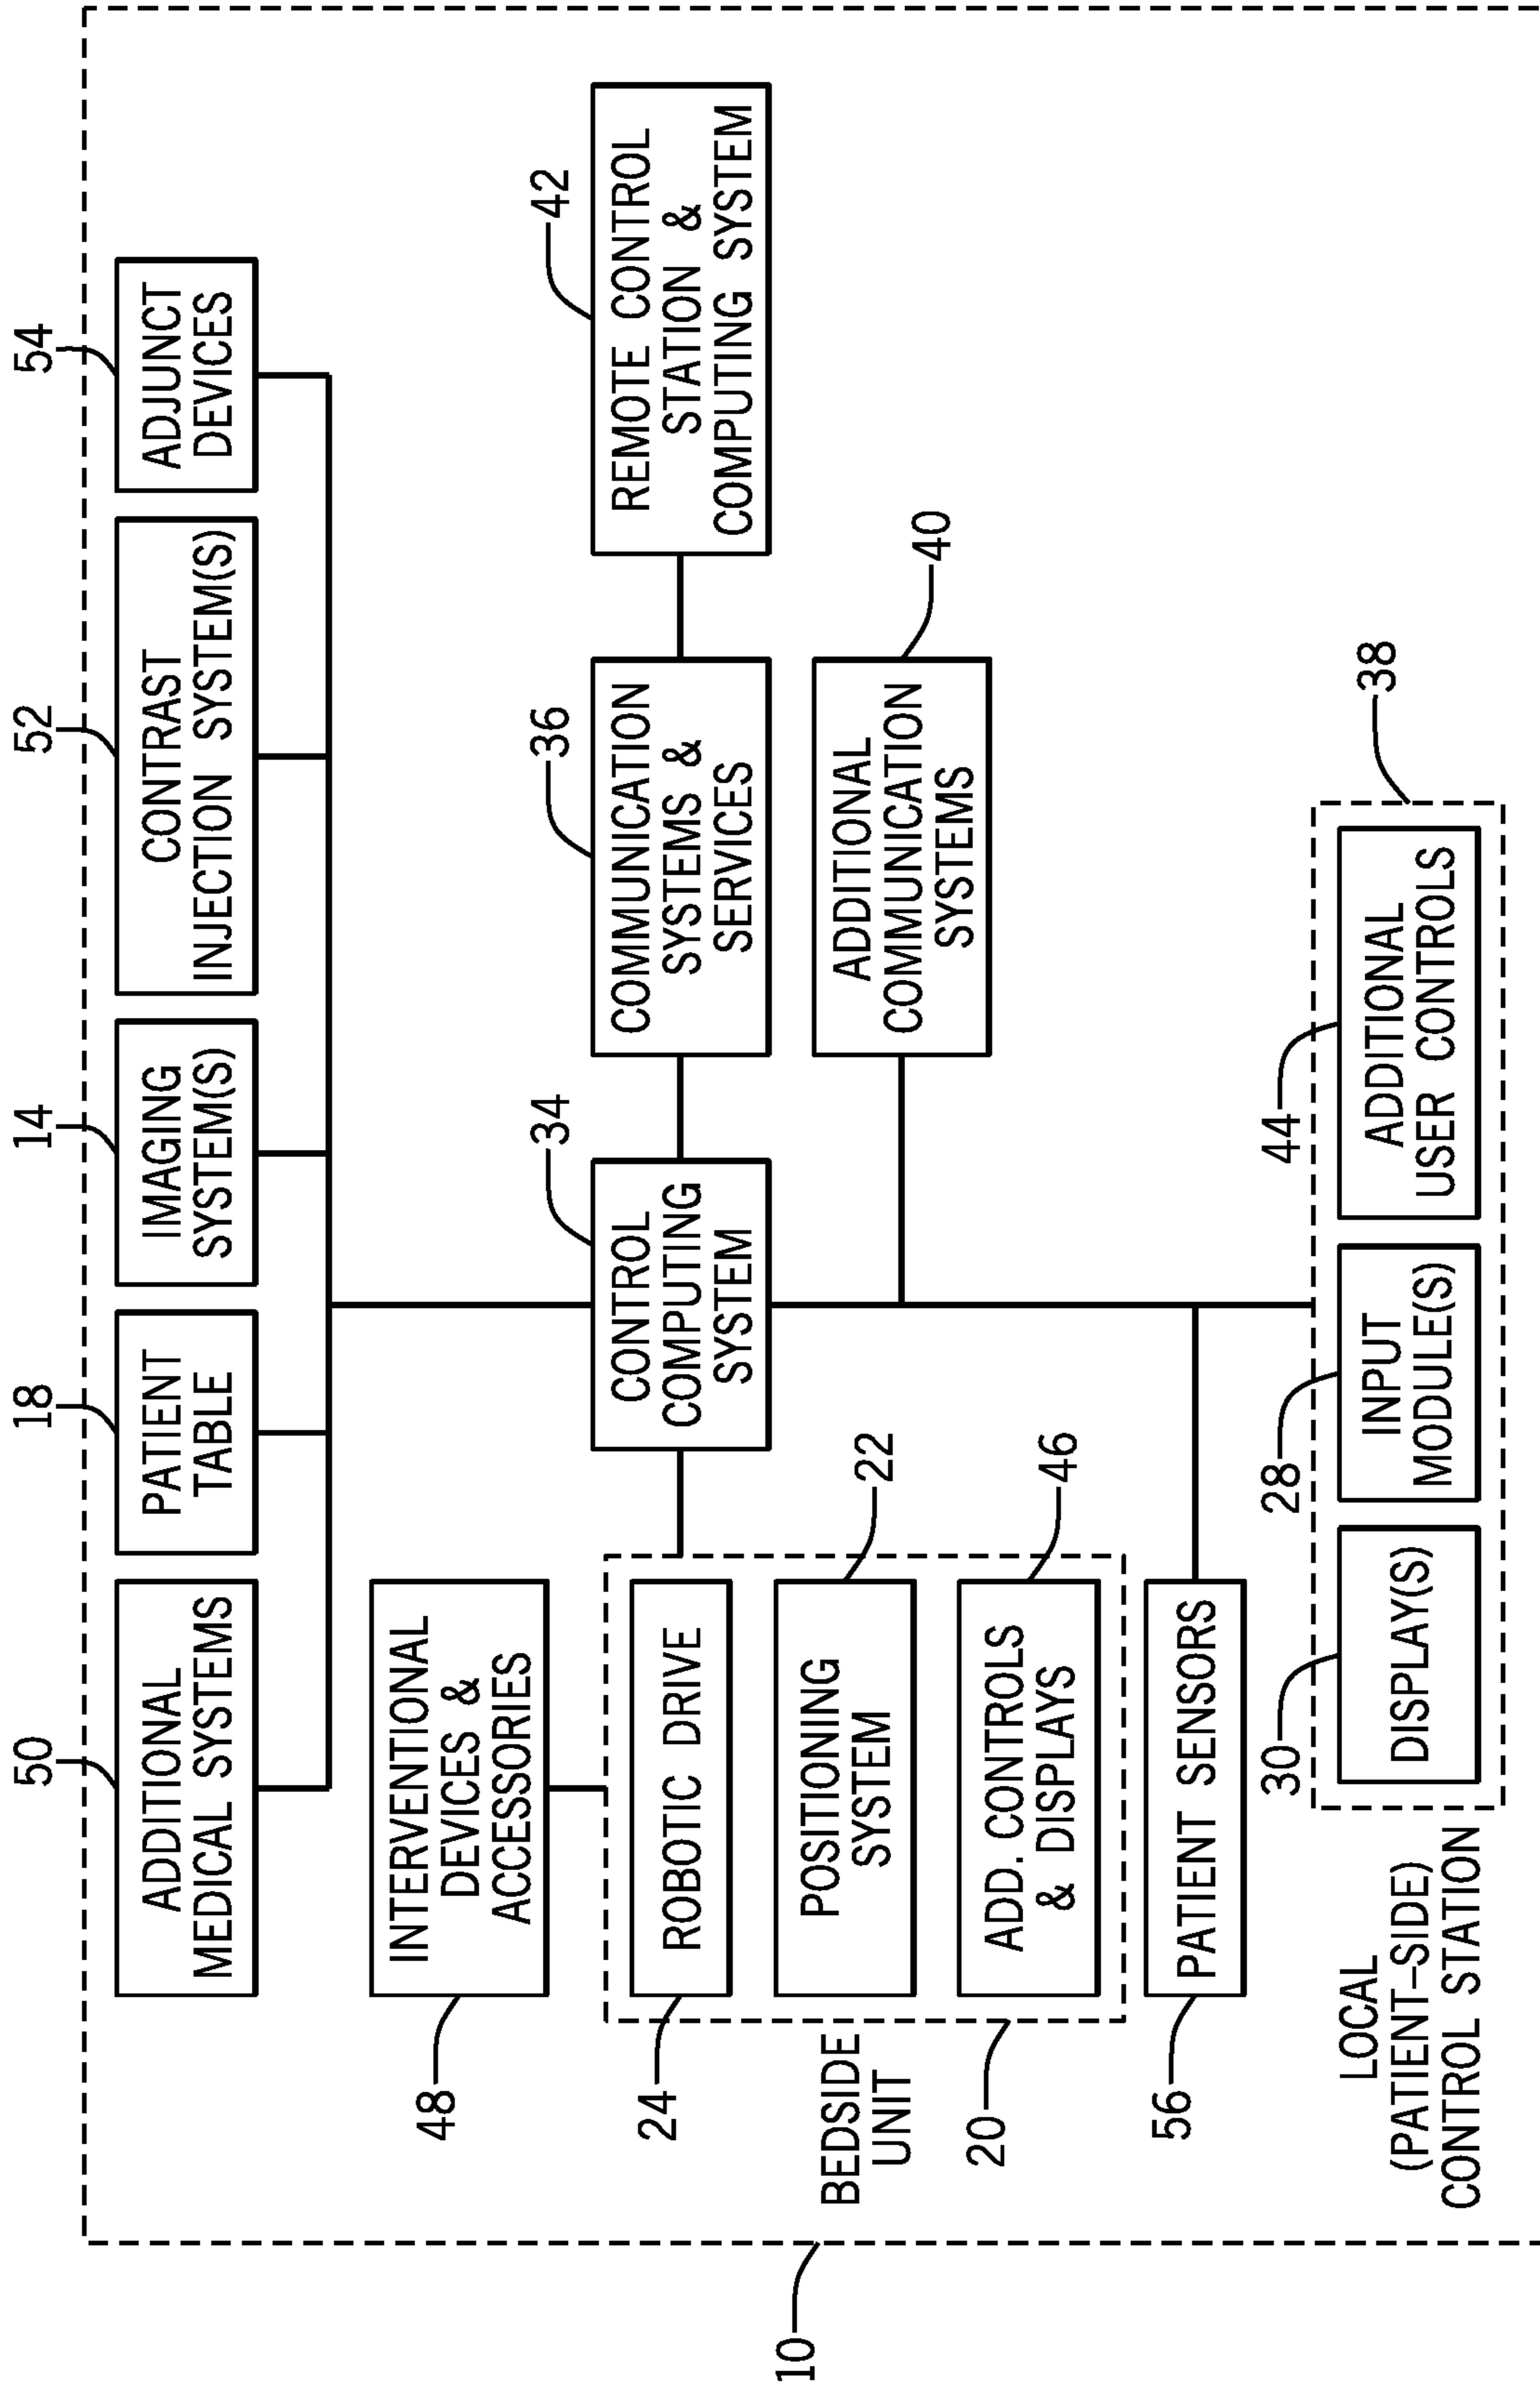 50
18
14
52
54
ADDITIONAL
MEDICAL SYSTEMS
PATIENT
TABLE
IMAGING
SYSTEM(S)
CONTRAST
INJECTION SYSTEM(S)
ADJUNCT
DEVICES
48
INTERVENTIONAL
DEVICES &
ACCESSORIES
34
36
42
24
ROBOTIC DRIVE
CONTROL
COMPUTING
SYSTEM
COMMUNICATION
SYSTEMS &
SERVICES
REMOTE CONTROL
STATION &
COMPUTING SYSTEM
10
BEDSIDE
UNIT
POSITIONING
SYSTEM
22
ADDITIONAL
COMMUNICATION
SYSTEMS
40
20
ADD. CONTROLS
& DISPLAYS
46
56
PATIENT SENSORS
30
28
44
38
LOCAL
(PATIENT-SIDE)
CONTROL STATION
DISPLAY(S)
INPUT
MODULE(S)
ADDITIONAL
USER CONTROLS